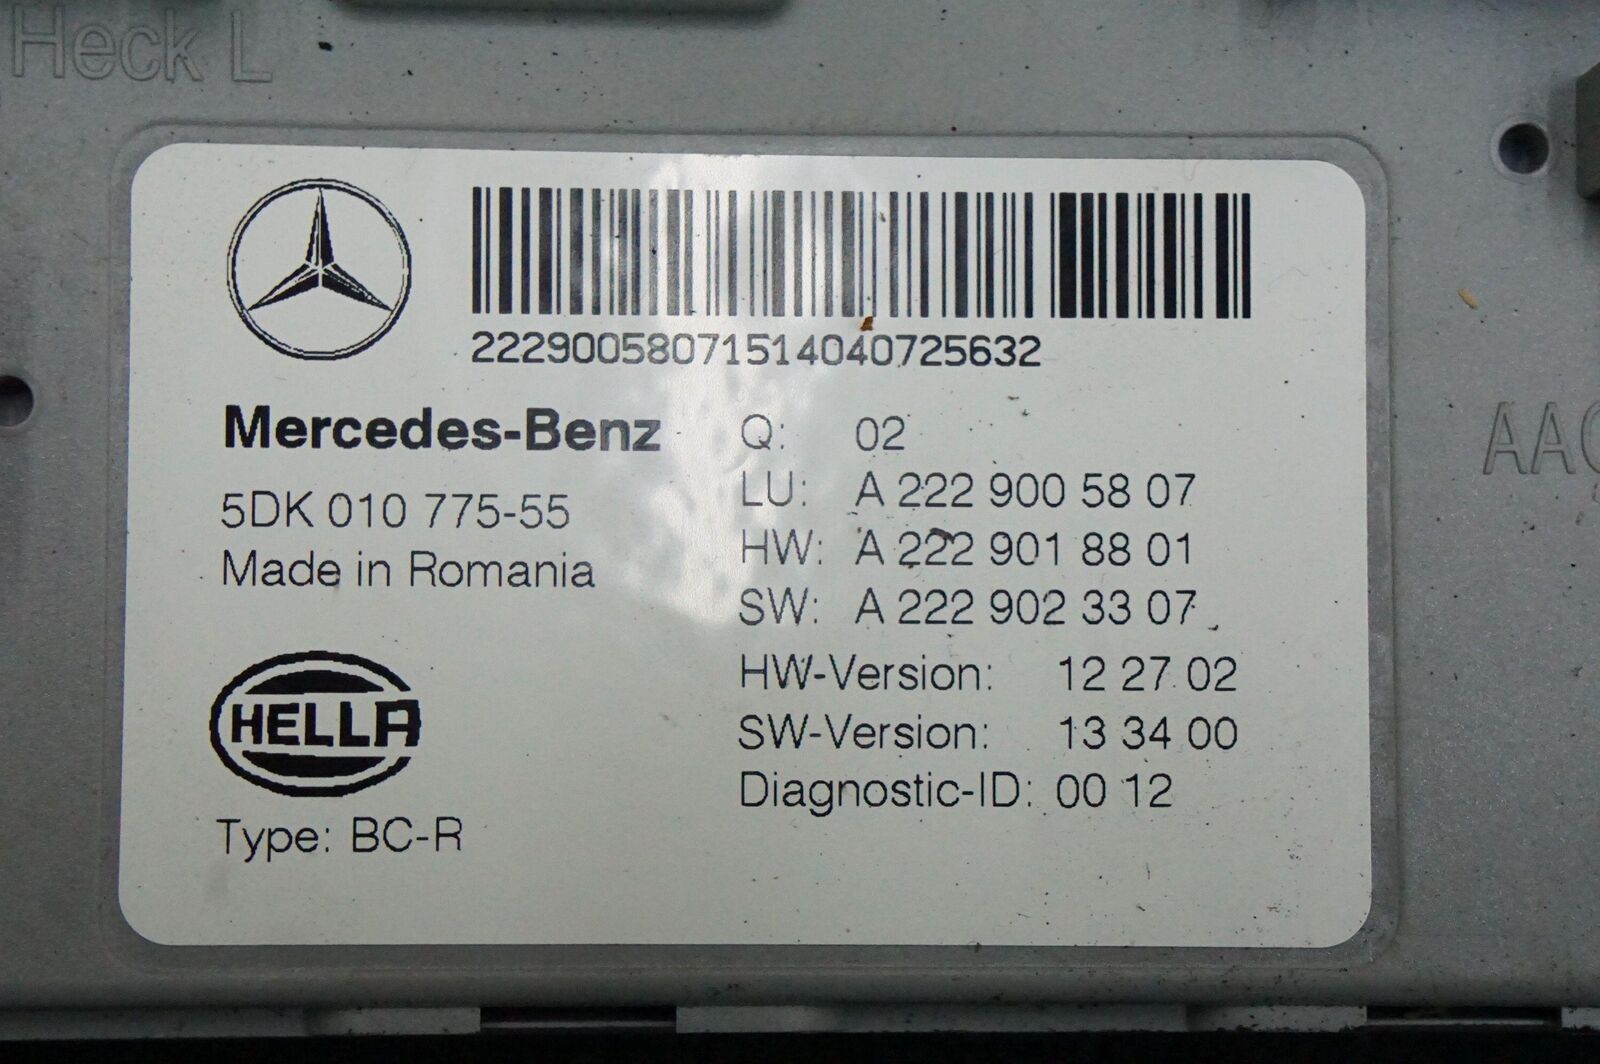 Heck L
22290058071514040725632
Mercedes-Benz
5DK 010 775-55
Made in Romania
HELLA
Type: BC-R
Q: 02
LU: A 222 900 58 07
HW: A 222 901 88 01
SW: A 222 902 33 07
HW-Version: 12 27 02
SW-Version: 13 34 00
Diagnostic-ID: 00 12